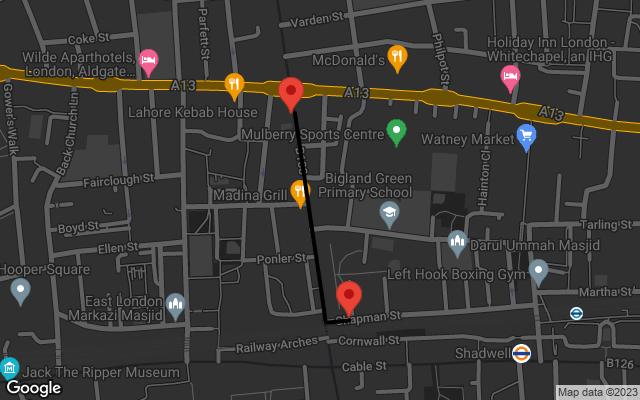 Varden St
Coke St
Parfett St
Philpot St
Wilde Aparthotels,
London, Aldgate...
McDonald's
Holiday Inn London -
Whitechapel, an IHG
A13
A13
A13
Gower's Walk
Back Church Ln
Lahore Kebab House
Mulberry Sports Centre
Watney Market
Hainton Cl
Fairclough St
Madina Grill
Bigland Green
Primary School
Boyd St
Tarling St
Ellen St
Darul Ummah Masjid
Ponler St
Hooper Square
Left Hook Boxing Gym
Martha St
East London
Markazi Masjid
Chapman St
Railway Arches
Cornwall St
Shadwell
Cable St
B126
Jack The Ripper Museum
Google
Map data ©2023